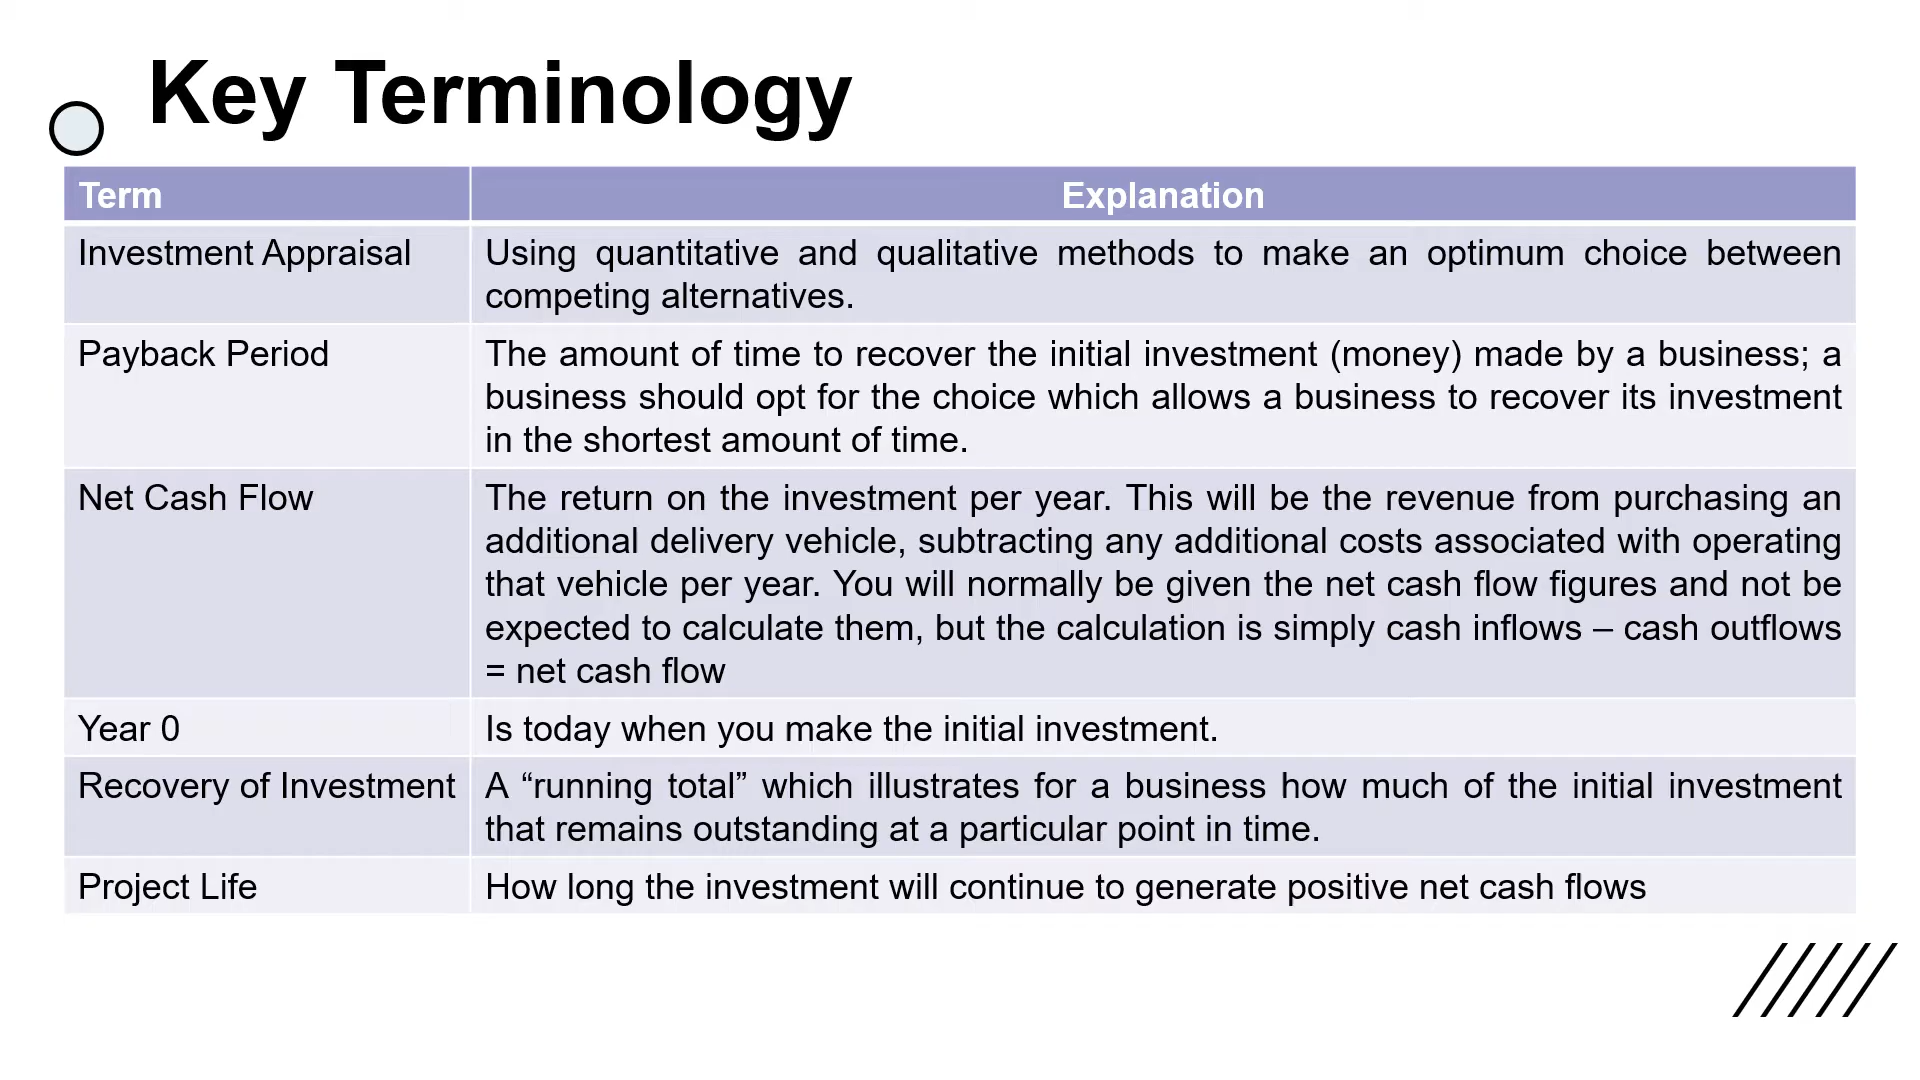 Key Terminology
Term
Explanation
Investment Appraisal
Using quantitative and qualitative methods to make an optimum choice between
competing alternatives.
Payback Period
The amount of time to recover the initial investment (money) made by a business; a
business should opt for the choice which allows a business to recover its investment
in the shortest amount of time.
Net Cash Flow
The return on the investment per year. This will be the revenue from purchasing an
additional delivery vehicle, subtracting any additional costs associated with operating
that vehicle per year. You will normally be given the net cash flow figures and not be
expected to calculate them, but the calculation is simply cash inflows – cash outflows
= net cash flow
Year 0
Is today when you make the initial investment.
Recovery of Investment
A “running total” which illustrates for a business how much of the initial investment
that remains outstanding at a particular point in time.
Project Life
How long the investment will continue to generate positive net cash flows